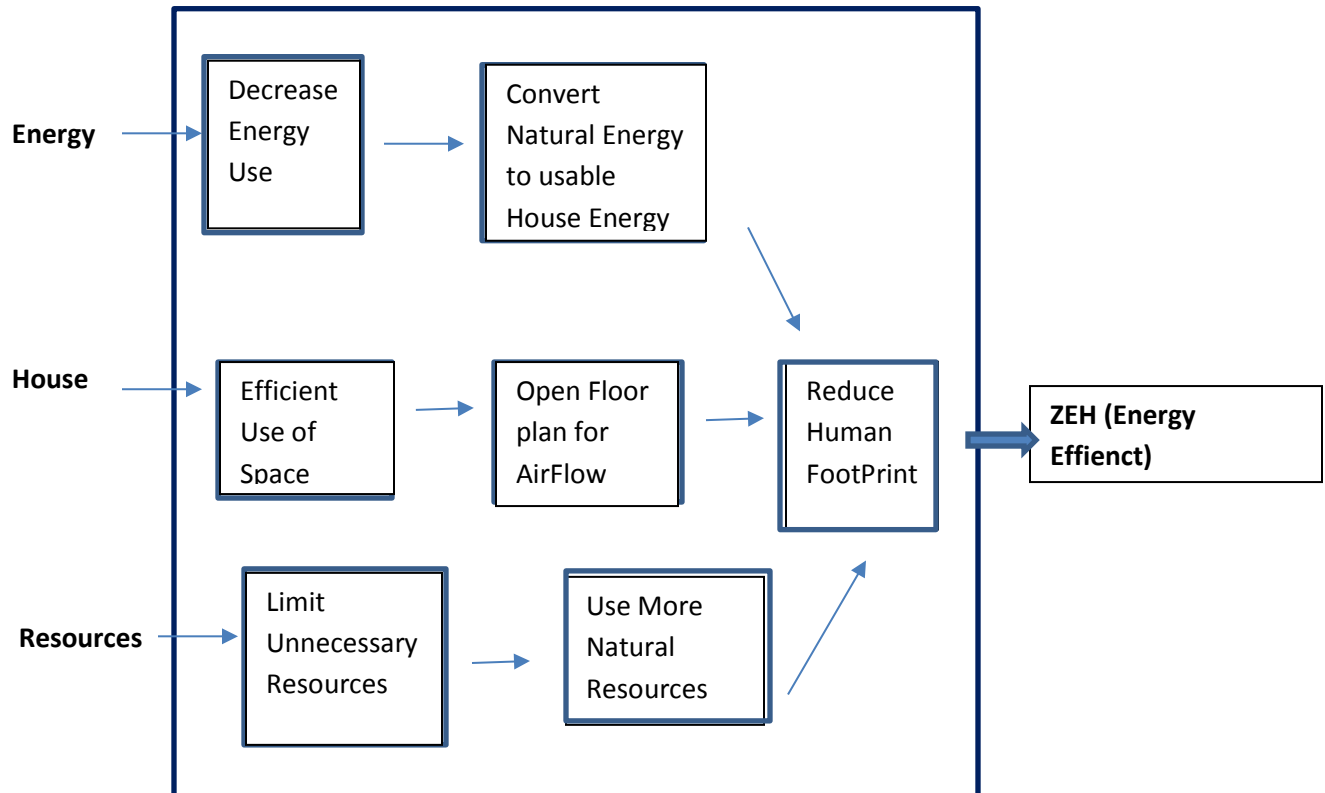 Energy
Decrease
Energy
Use
Convert
Natural Energy
to usable
House Energy
House
Efficient
Use of
Space
Open Floor
plan for
AirFlow
Reduce
Human
FootPrint
ZEH (Energy
Effienct)
Resources
Limit
Unnecessary
Resources
Use More
Natural
Resources